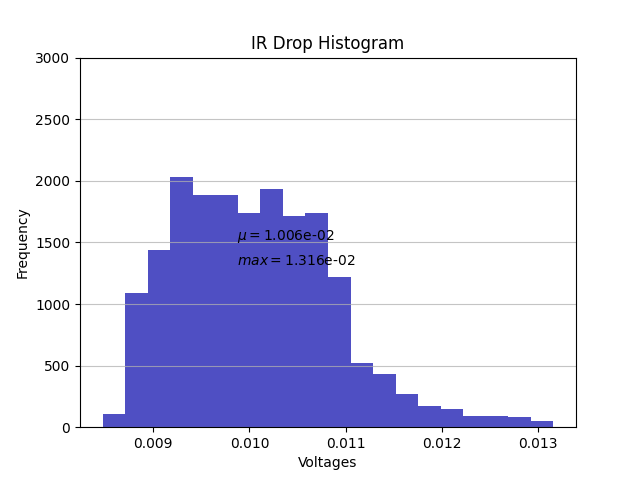 IR Drop Histogram
3000
2500
2000
1500
1000
500
0
Frequency
μ = 1.006e-02
max = 1.316e-02
0.009 0.010 0.011 0.012 0.013
Voltages